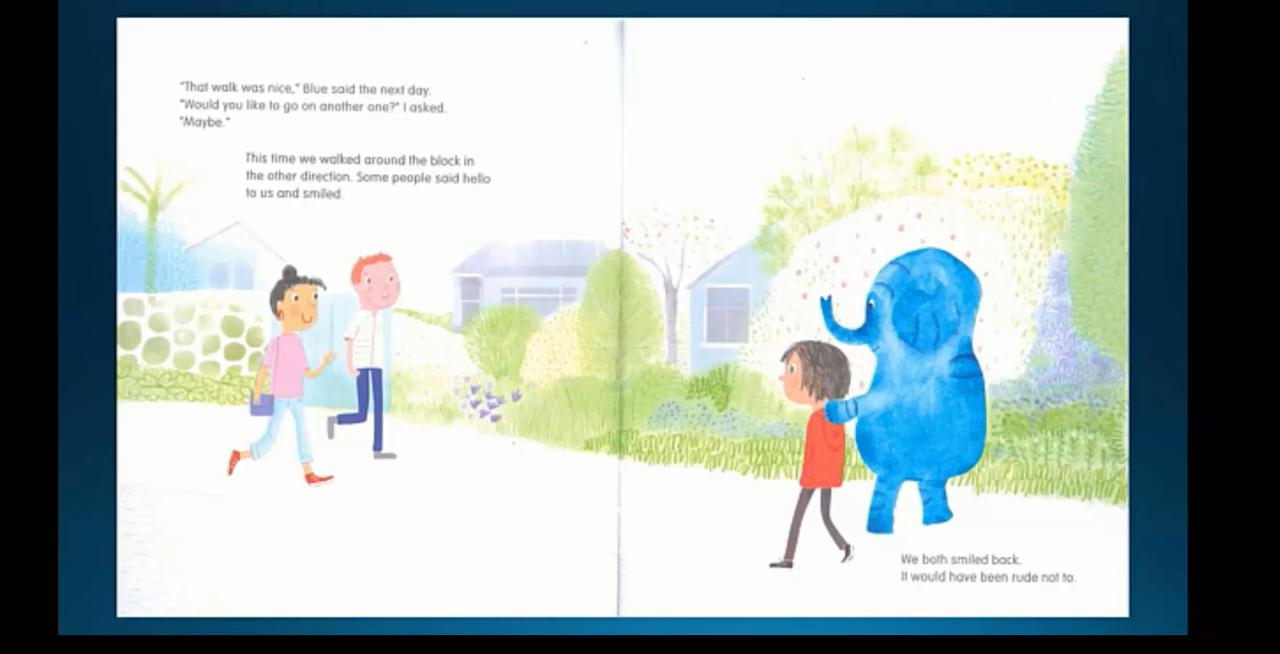 "That walk was nice," Blue said the next day.
"Would you like to go on another one?" I asked.
"Maybe."
This time we walked around the block in
the other direction. Some people said hello
to us and smiled.
We both smiled back.
It would have been rude not to.